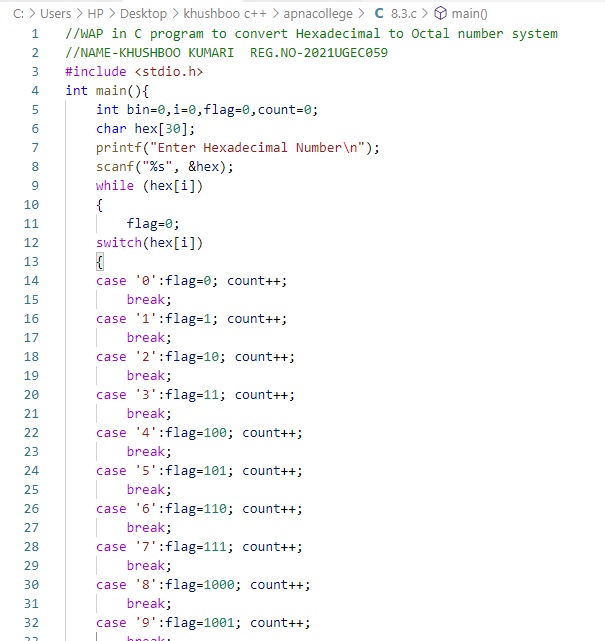 C: > Users > HP > Desktop > khushboo c++ > apnacollege > C 8.3.c > main()
1 //WAP in C program to convert Hexadecimal to Octal number system
2 //NAME-KHUSHBOO KUMARI  REG.NO-2021UGEC059
3 #include <stdio.h>
4 int main(){
5 int bin=0,i=0,flag=0,count=0;
6 char hex[30];
7 printf("Enter Hexadecimal Number\n");
8 scanf("%s", &hex);
9 while (hex[i])
10 {
11 flag=0;
12 switch(hex[i])
13 {
14 case '0':flag=0; count++;
15 break;
16 case '1':flag=1; count++;
17 break;
18 case '2':flag=10; count++;
19 break;
20 case '3':flag=11; count++;
21 break;
22 case '4':flag=100; count++;
23 break;
24 case '5':flag=101; count++;
25 break;
26 case '6':flag=110; count++;
27 break;
28 case '7':flag=111; count++;
29 break;
30 case '8':flag=1000; count++;
31 break;
32 case '9':flag=1001; count++;